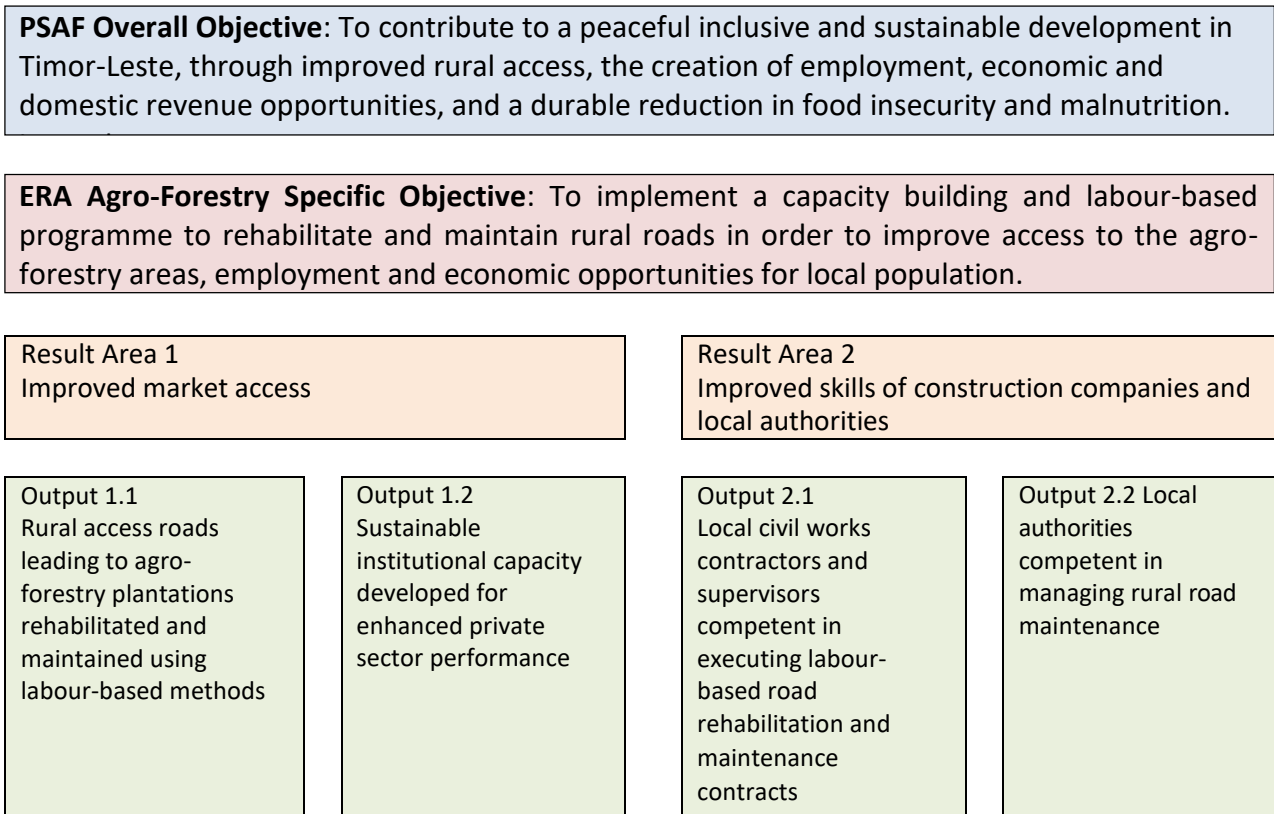 PSAF Overall Objective: To contribute to a peaceful inclusive and sustainable development in
Timor-Leste, through improved rural access, the creation of employment, economic and
domestic revenue opportunities, and a durable reduction in food insecurity and malnutrition.
ERA Agro-Forestry Specific Objective: To implement a capacity building and labour-based
programme to rehabilitate and maintain rural roads in order to improve access to the agro-
forestry areas, employment and economic opportunities for local population.
Result Area 1
Improved market access
Result Area 2
Improved skills of construction companies and
local authorities
Output 1.1
Rural access roads
leading to agro-
forestry plantations
rehabilitated and
maintained using
labour-based methods
Output 1.2
Sustainable
institutional capacity
developed for
enhanced private
sector performance
Output 2.1
Local civil works
contractors and
supervisors
competent in
executing labour-
based road
rehabilitation and
maintenance
contracts
Output 2.2 Local
authorities
competent in
managing rural road
maintenance